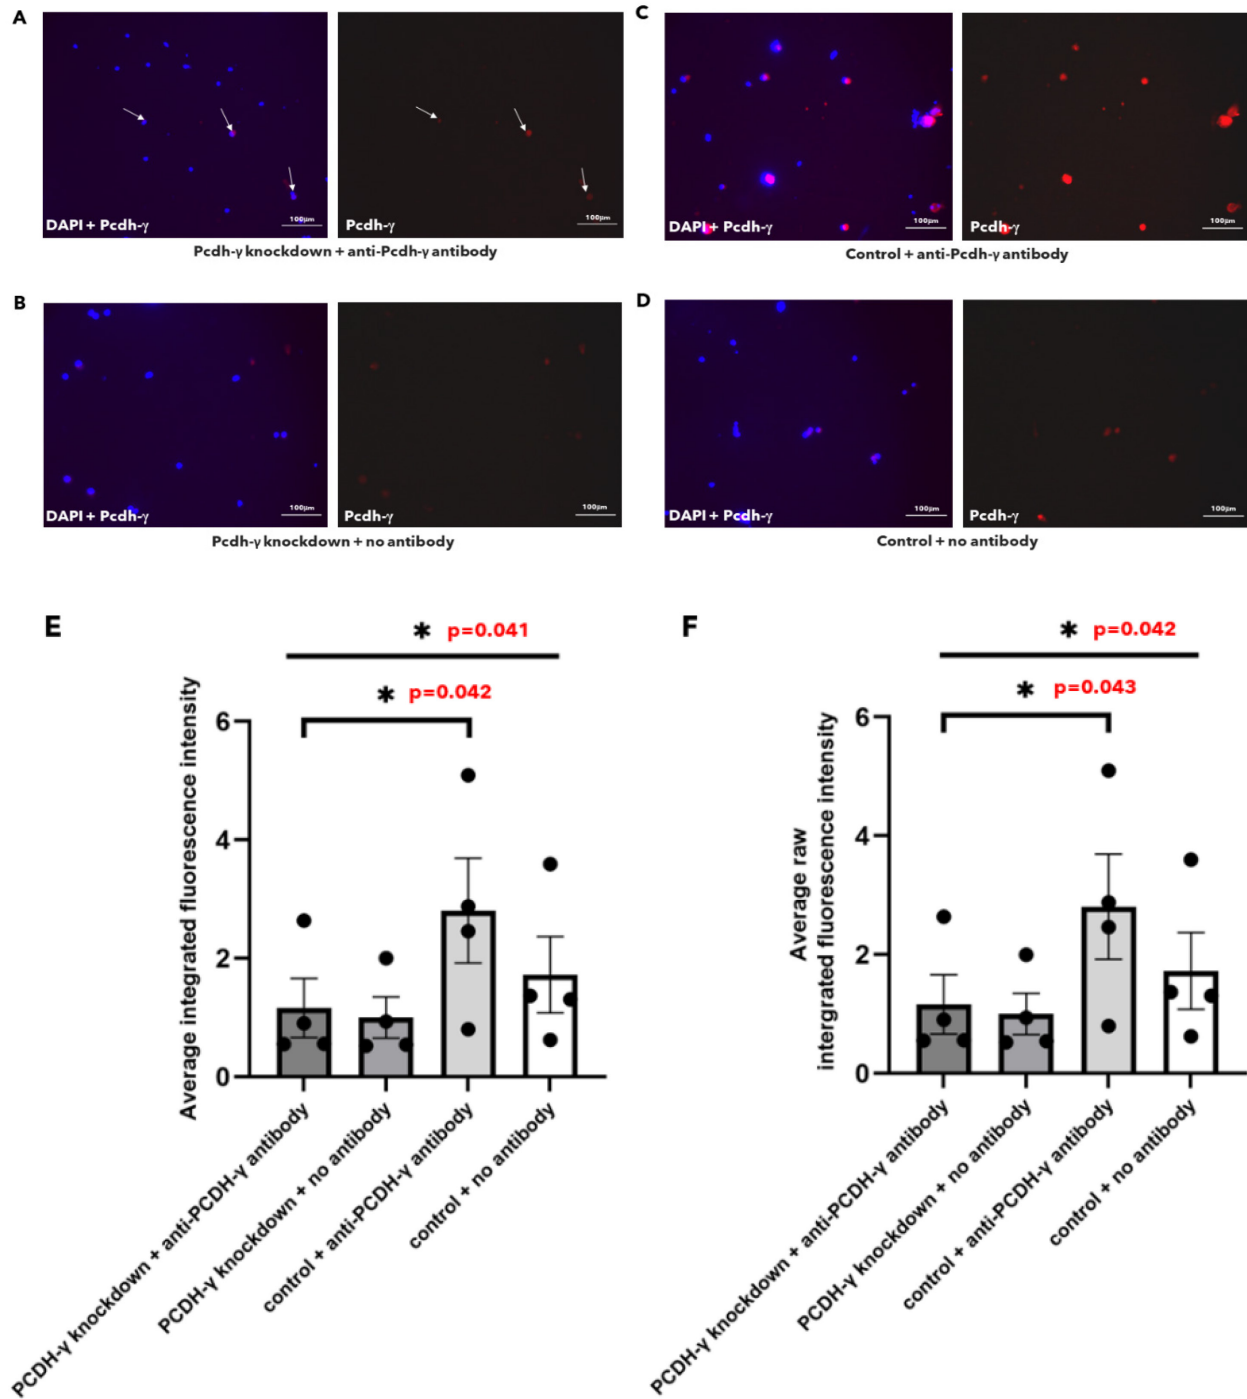 A
C
DAPI + Pcdh-γ
100μm
Pcdh-γ
100μm
DAPI + Pcdh-γ
100μm
Pcdh-γ
100μm
Pcdh-γ knockdown + anti-Pcdh-γ antibody
Control + anti-Pcdh-γ antibody
B
D
DAPI + Pcdh-γ
100μm
Pcdh-γ
100μm
DAPI + Pcdh-γ
100μm
Pcdh-γ
100μm
Pcdh-γ knockdown + no antibody
Control + no antibody
E
* p=0.041
* p=0.042
Average integrated fluorescence intensity
6
4
2
0
PCDH-γ knockdown + anti-PCDH-γ antibody
PCDH-γ knockdown + no antibody
control + anti-PCDH-γ antibody
control + no antibody
F
* p=0.042
* p=0.043
Average raw
intergrated fluorescence intensity
6
4
2
0
PCDH-γ knockdown + anti-PCDH-γ antibody
PCDH-γ knockdown + no antibody
control + anti-PCDH-γ antibody
control + no antibody